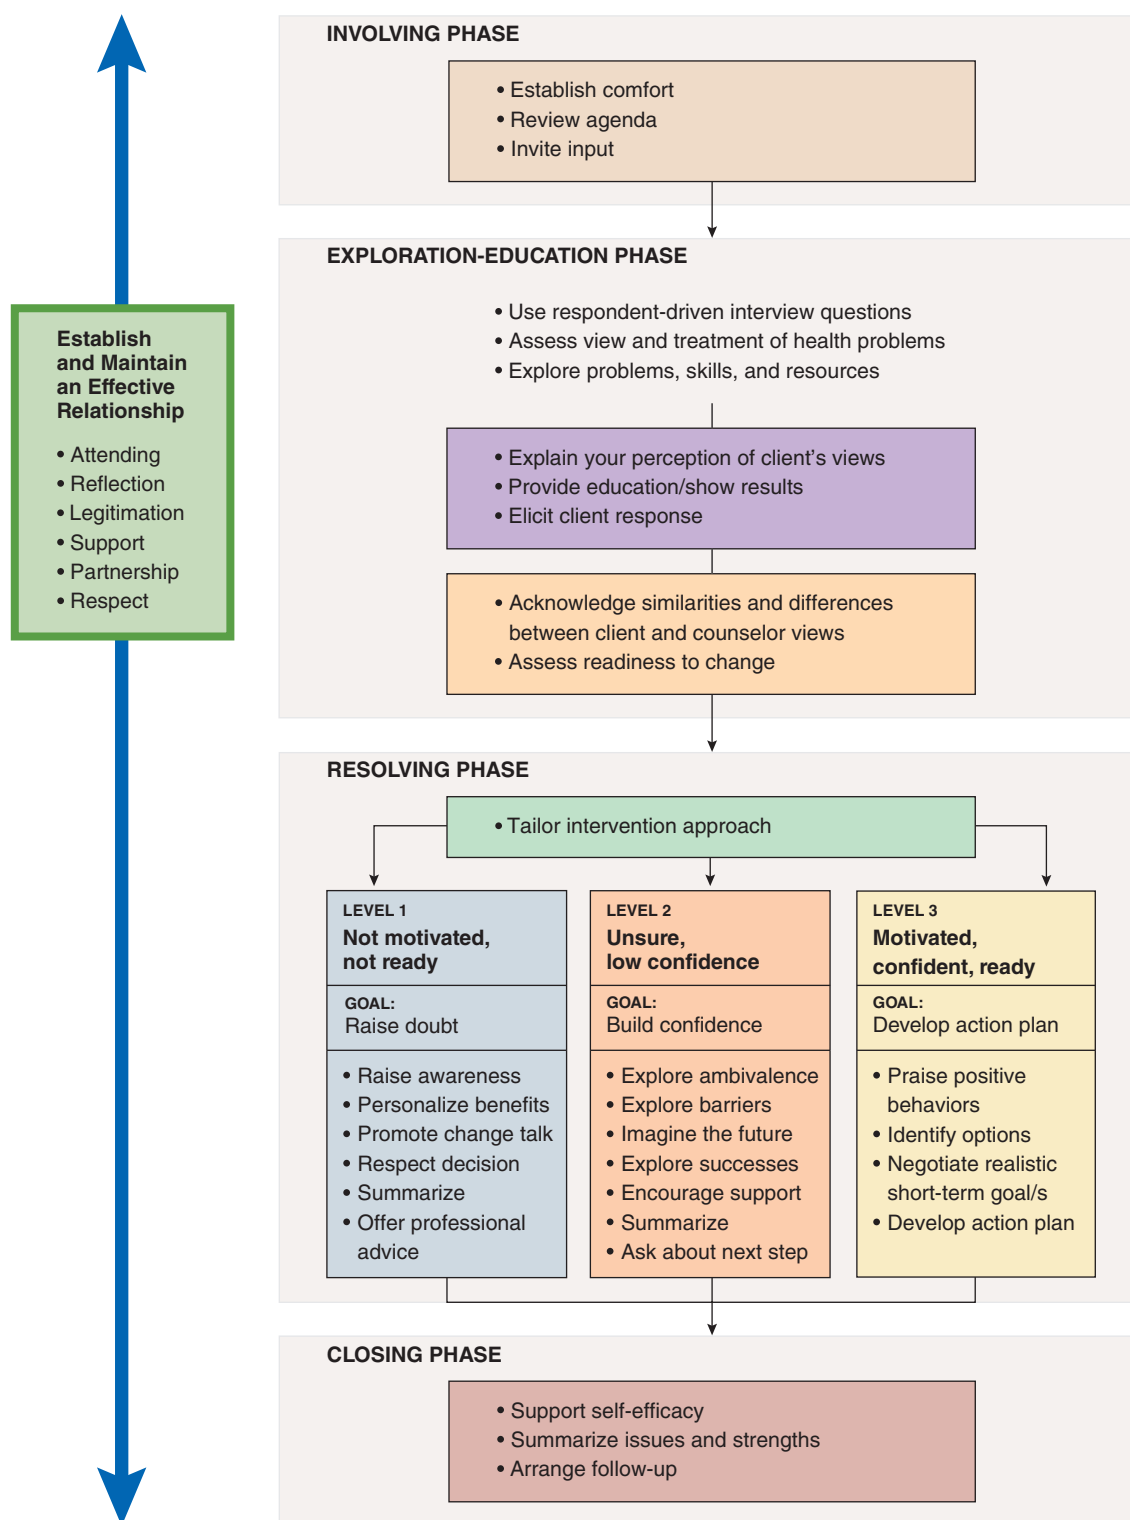 INVOLVING PHASE
• Establish comfort
• Review agenda
• Invite input
EXPLORATION-EDUCATION PHASE
• Use respondent-driven interview questions
• Assess view and treatment of health problems
• Explore problems, skills, and resources
Establish
and Maintain
an Effective
Relationship
• Attending
• Reflection
• Legitimation
• Support
• Partnership
• Respect
• Explain your perception of client’s views
• Provide education/show results
• Elicit client response
• Acknowledge similarities and differences
between client and counselor views
• Assess readiness to change
RESOLVING PHASE
• Tailor intervention approach
LEVEL 1
Not motivated,
not ready
GOAL:
Raise doubt
• Raise awareness
• Personalize benefits
• Promote change talk
• Respect decision
• Summarize
• Offer professional
advice
LEVEL 2
Unsure,
low confidence
GOAL:
Build confidence
• Explore ambivalence
• Explore barriers
• Imagine the future
• Explore successes
• Encourage support
• Summarize
• Ask about next step
LEVEL 3
Motivated,
confident, ready
GOAL:
Develop action plan
• Praise positive
behaviors
• Identify options
• Negotiate realistic
short-term goal/s
• Develop action plan
CLOSING PHASE
• Support self-efficacy
• Summarize issues and strengths
• Arrange follow-up